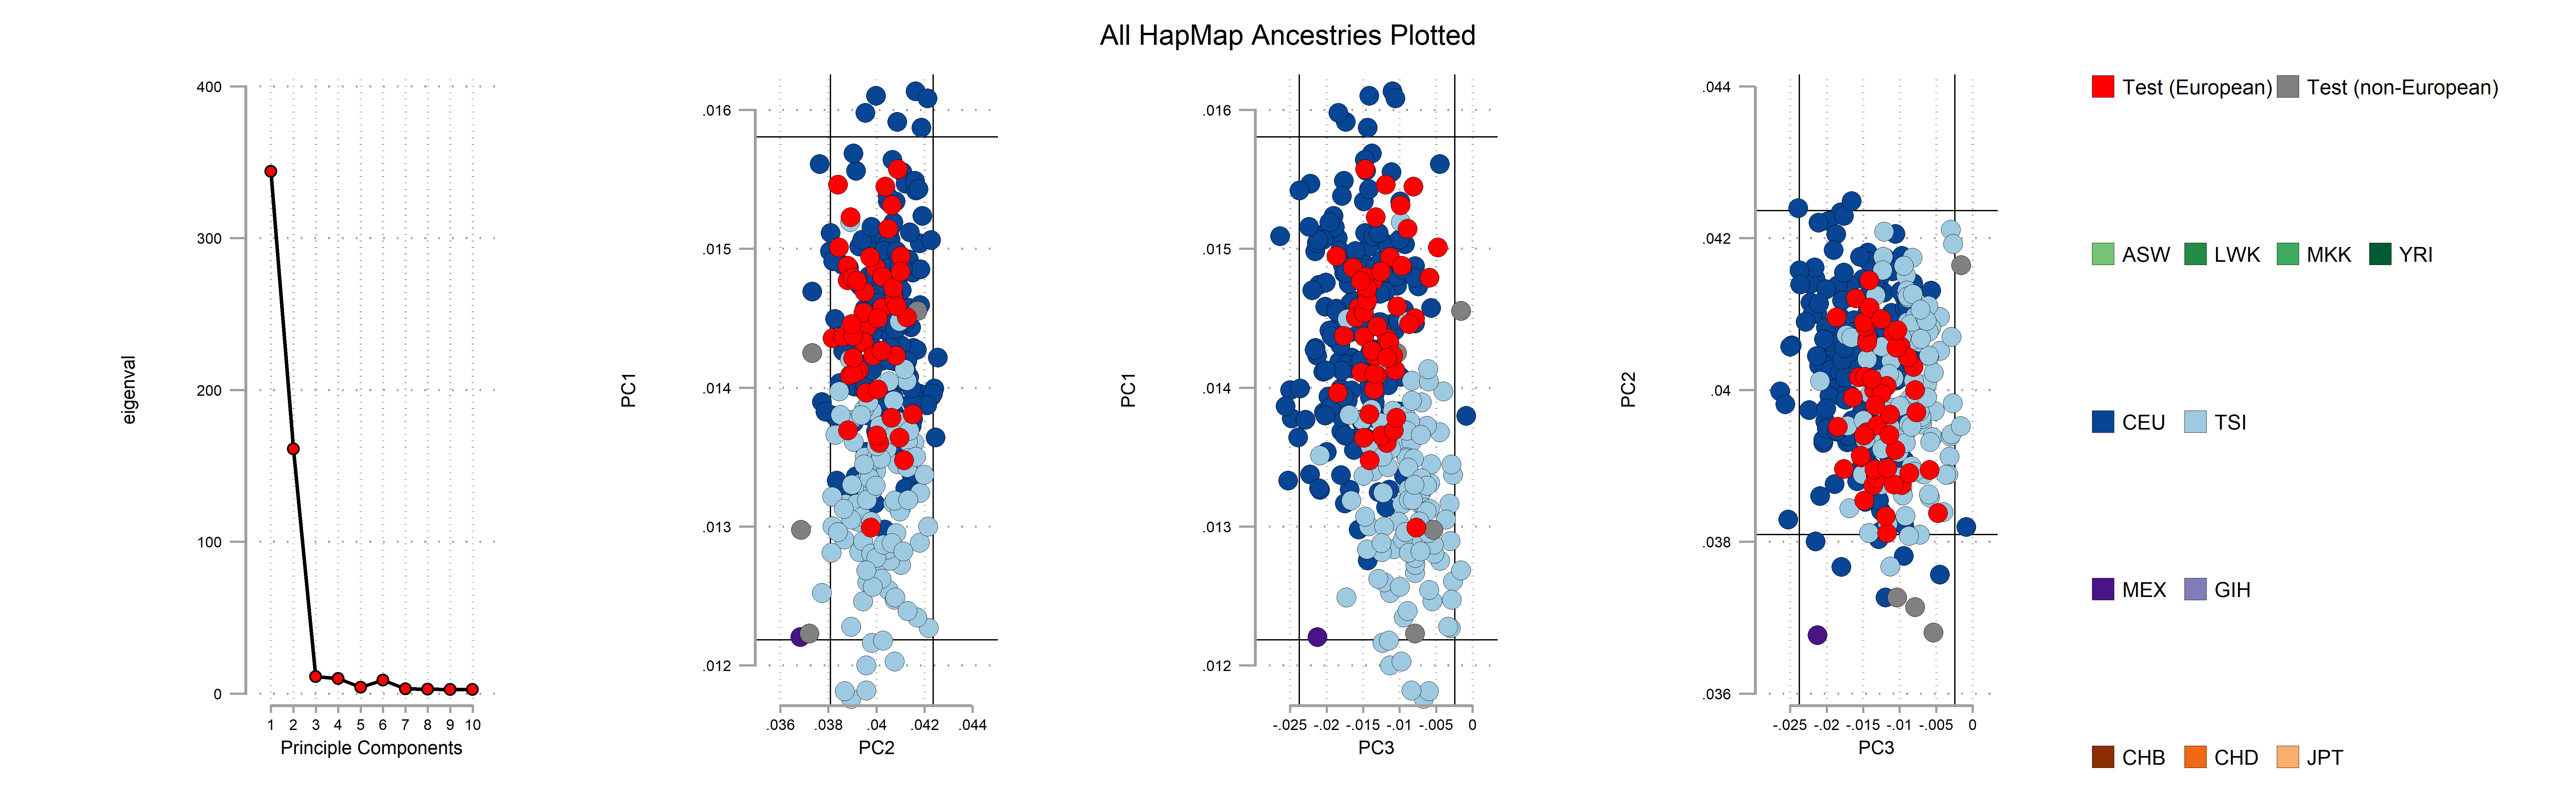 All HapMap Ancestries Plotted
eigenval
400
300
200
100
0
1 2 3 4 5 6 7 8 9 10
Principle Components
PC1
.016
.015
.014
.013
.012
.036 .038 .04 .042 .044
PC2
PC1
.016
.015
.014
.013
.012
-.025 -.02 -.015 -.01 -.005 0
PC3
PC2
.044
.042
.04
.038
.036
-.025 -.02 -.015 -.01 -.005 0
PC3
Test (European) Test (non-European)
ASW LWK MKK YRI
CEU TSI
MEX GIH
CHB CHD JPT